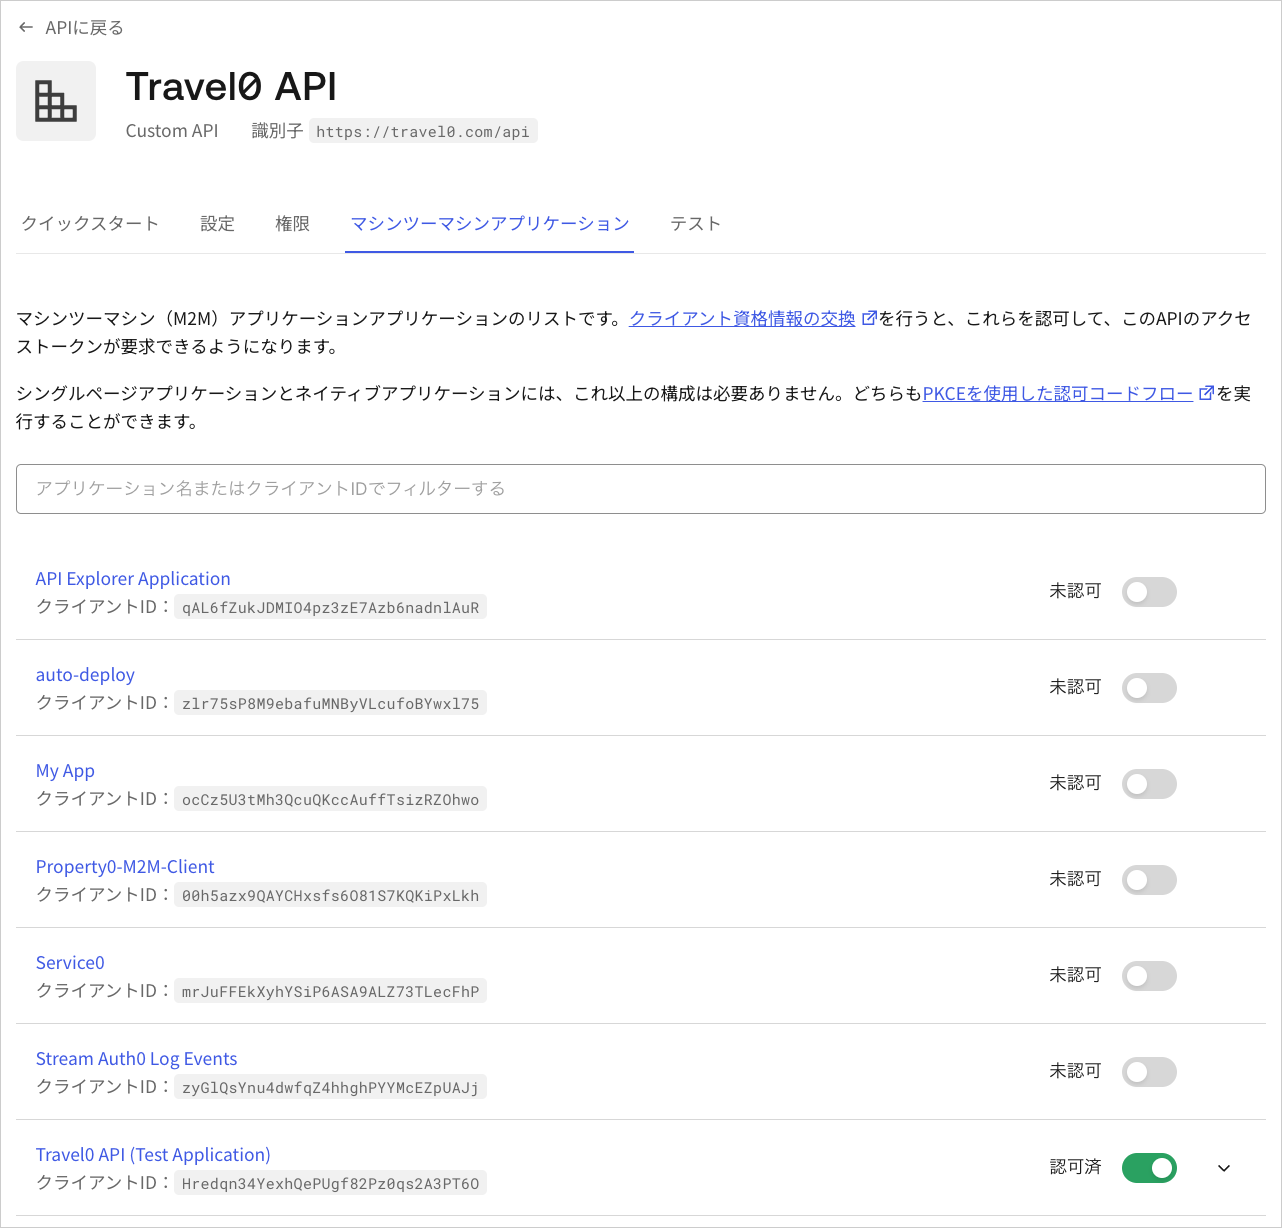 APIに戻る
Travel0 API
Custom API 識別子 https://travel0.com/api
クイックスタート 設定 権限 マシンツーマシンアプリケーション テスト
マシンツーマシン（M2M）アプリケーションアプリケーションのリストです。クライアント資格情報の交換を行うと、これらを認可して、このAPIのアクセ
ストークンが要求できるようになります。
シングルページアプリケーションとネイティブアプリケーションには、これ以上の構成は必要ありません。どちらもPKCEを使用した認可コードフローを実
行することができます。
アプリケーション名またはクライアントIDでフィルターする
API Explorer Application
クライアントID： qAL6fZukJDMIO4pz3zE7Azb6nadnlAuR
未認可
auto-deploy
クライアントID： zlr75sP8M9ebafuMNByVLcufoBYwxl75
未認可
My App
クライアントID： ocCz5U3tMh3QcuQKccAuffTsizRZOhwo
未認可
Property0-M2M-Client
クライアントID： 00h5azx9QAYCHxsfs6O81S7KQKiPxLkh
未認可
Service0
クライアントID： mrJuFFEkXyhYSiP6ASA9ALZ73TLecFhP
未認可
Stream Auth0 Log Events
クライアントID： zyGlQsYnu4dwfqZ4hhghPYYMcEZpUAJj
未認可
Travel0 API (Test Application)
クライアントID： Hredqn34YexhQePUgf82Pz0qs2A3PT6O
認可済